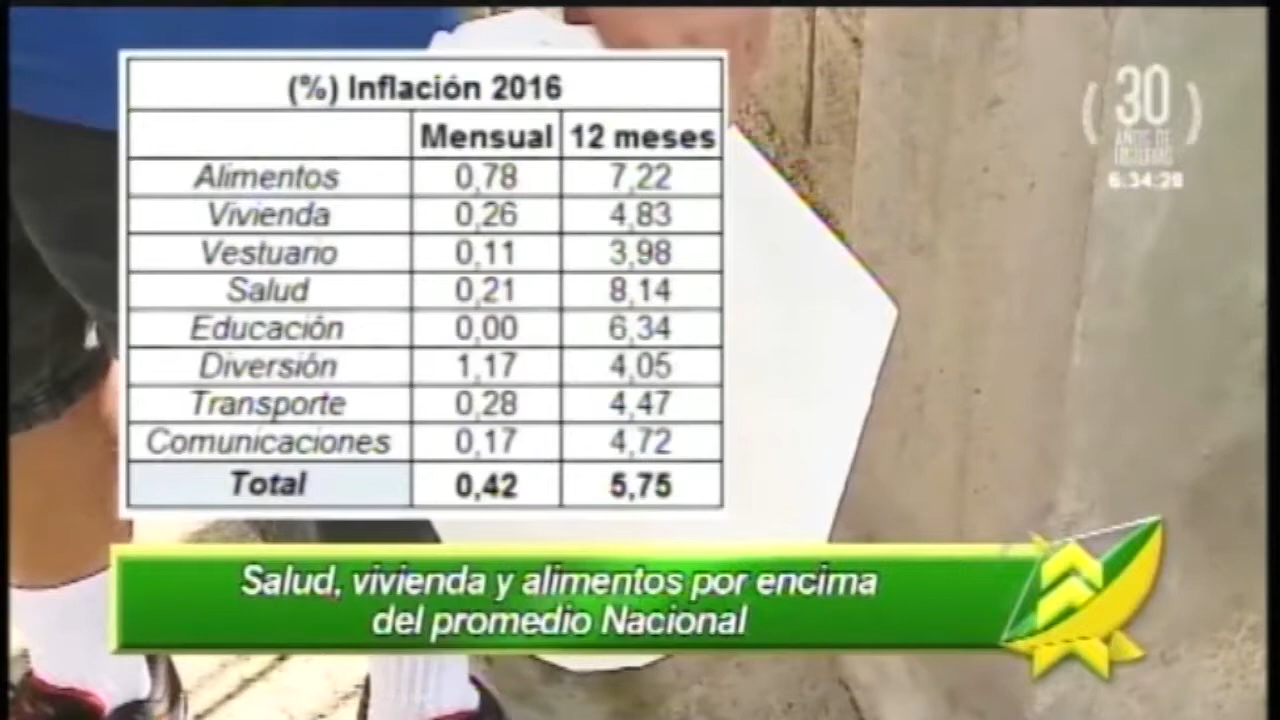 (%) Inflación 2016
Mensual 12 meses
Alimentos 0,78 7,22
Vivienda 0,26 4,83
Vestuario 0,11 3,98
Salud 0,21 8,14
Educación 0,00 6,34
Diversión 1,17 4,05
Transporte 0,28 4,47
Comunicaciones 0,17 4,72
Total 0,42 5,75
Salud, vivienda y alimentos por encima
del promedio Nacional
(30)
AÑOS DE
6:34:28